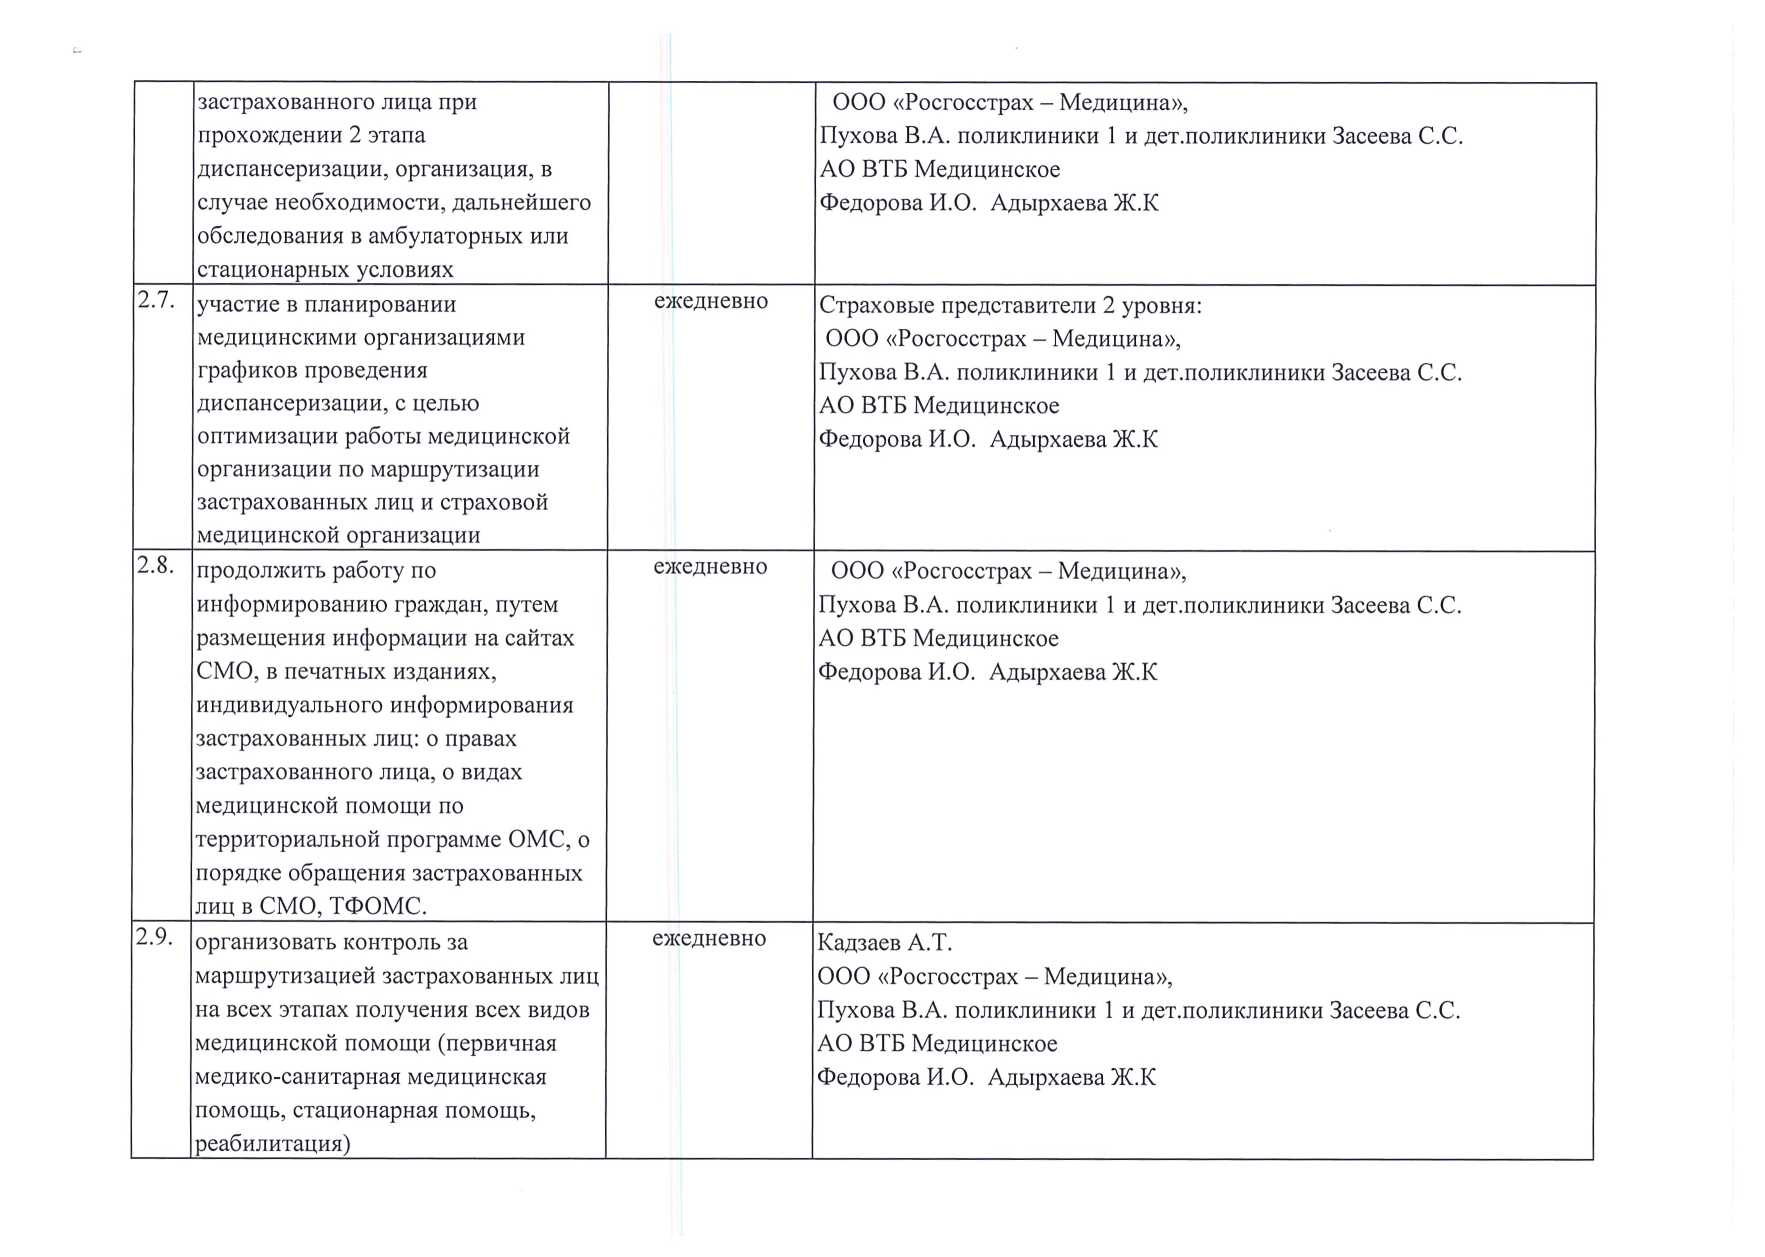 застрахованного лица при
прохождении 2 этапа
диспансеризации, организация, в
случае необходимости, дальнейшего
обследования в амбулаторных или
стационарных условиях
ООО «Росгосстрах – Медицина»,
Пухова В.А. поликлиники 1 и дет.поликлиники Засеева С.С.
АО ВТБ Медицинское
Федорова И.О.  Адырхаева Ж.К
2.7.
участие в планировании
медицинскими организациями
графиков проведения
диспансеризации, с целью
оптимизации работы медицинской
организации по маршрутизации
застрахованных лиц и страховой
медицинской организации
ежедневно
Страховые представители 2 уровня:
ООО «Росгосстрах – Медицина»,
Пухова В.А. поликлиники 1 и дет.поликлиники Засеева С.С.
АО ВТБ Медицинское
Федорова И.О.  Адырхаева Ж.К
2.8.
продолжить работу по
информированию граждан, путем
размещения информации на сайтах
СМО, в печатных изданиях,
индивидуального информирования
застрахованных лиц: о правах
застрахованного лица, о видах
медицинской помощи по
территориальной программе ОМС, о
порядке обращения застрахованных
лиц в СМО, ТФОМС.
ежедневно
ООО «Росгосстрах – Медицина»,
Пухова В.А. поликлиники 1 и дет.поликлиники Засеева С.С.
АО ВТБ Медицинское
Федорова И.О.  Адырхаева Ж.К
2.9.
организовать контроль за
маршрутизацией застрахованных лиц
на всех этапах получения всех видов
медицинской помощи (первичная
медико-санитарная медицинская
помощь, стационарная помощь,
реабилитация)
ежедневно
Кадзаев А.Т.
ООО «Росгосстрах – Медицина»,
Пухова В.А. поликлиники 1 и дет.поликлиники Засеева С.С.
АО ВТБ Медицинское
Федорова И.О.  Адырхаева Ж.К